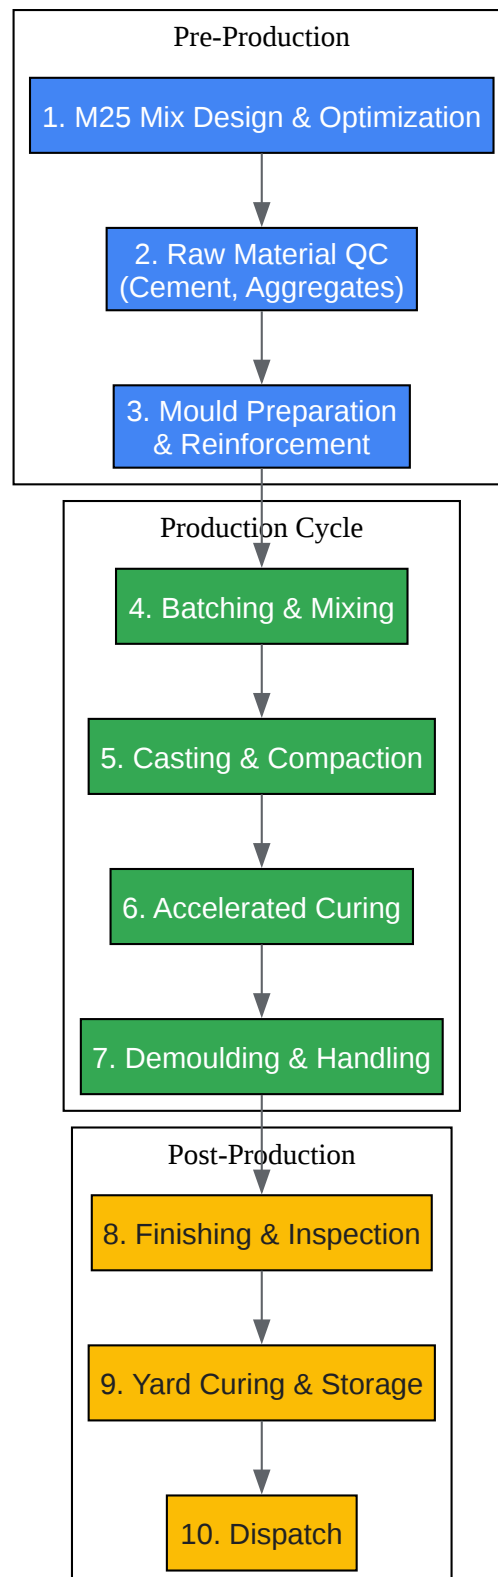 Pre-Production
1. M25 Mix Design & Optimization
2. Raw Material QC
(Cement, Aggregates)
3. Mould Preparation
& Reinforcement
Production Cycle
4. Batching & Mixing
5. Casting & Compaction
6. Accelerated Curing
7. Demoulding & Handling
Post-Production
8. Finishing & Inspection
9. Yard Curing & Storage
10. Dispatch